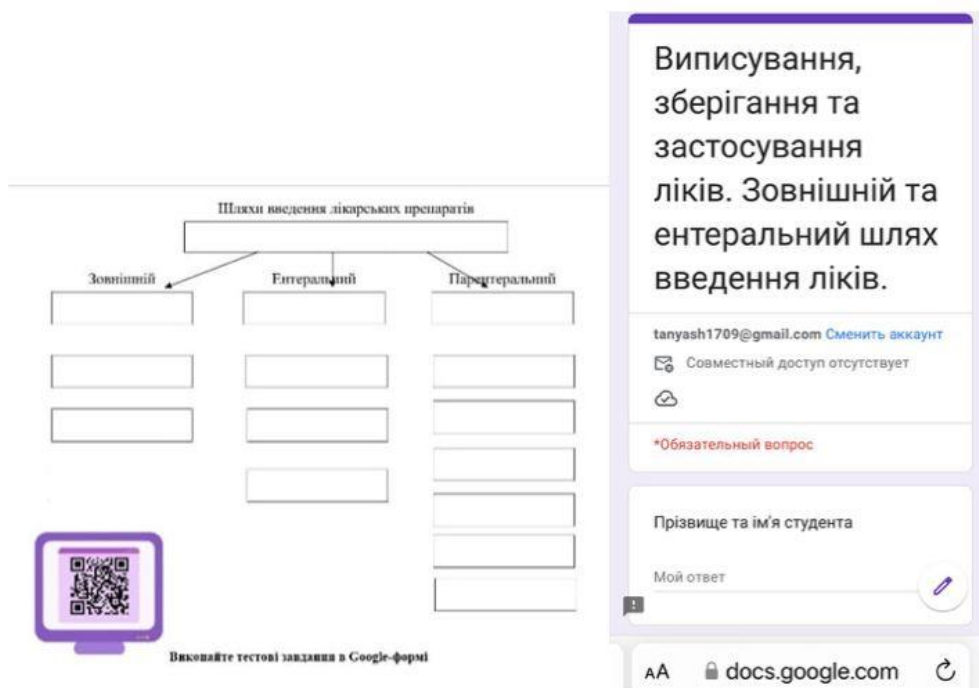 Шляхи введення лікарських препаратів
Зовнішній
Ентеральний
Парентеральний
Виконайте тестові завдання в Google-формі
Виписування,
зберігання та
застосування
ліків. Зовнішній та
ентеральний шлях
введення ліків.
tanyash1709@gmail.com Сменить аккаунт
Совместный доступ отсутствует
*Обязательный вопрос
Прізвище та ім'я студента
Мой ответ
AA docs.google.com